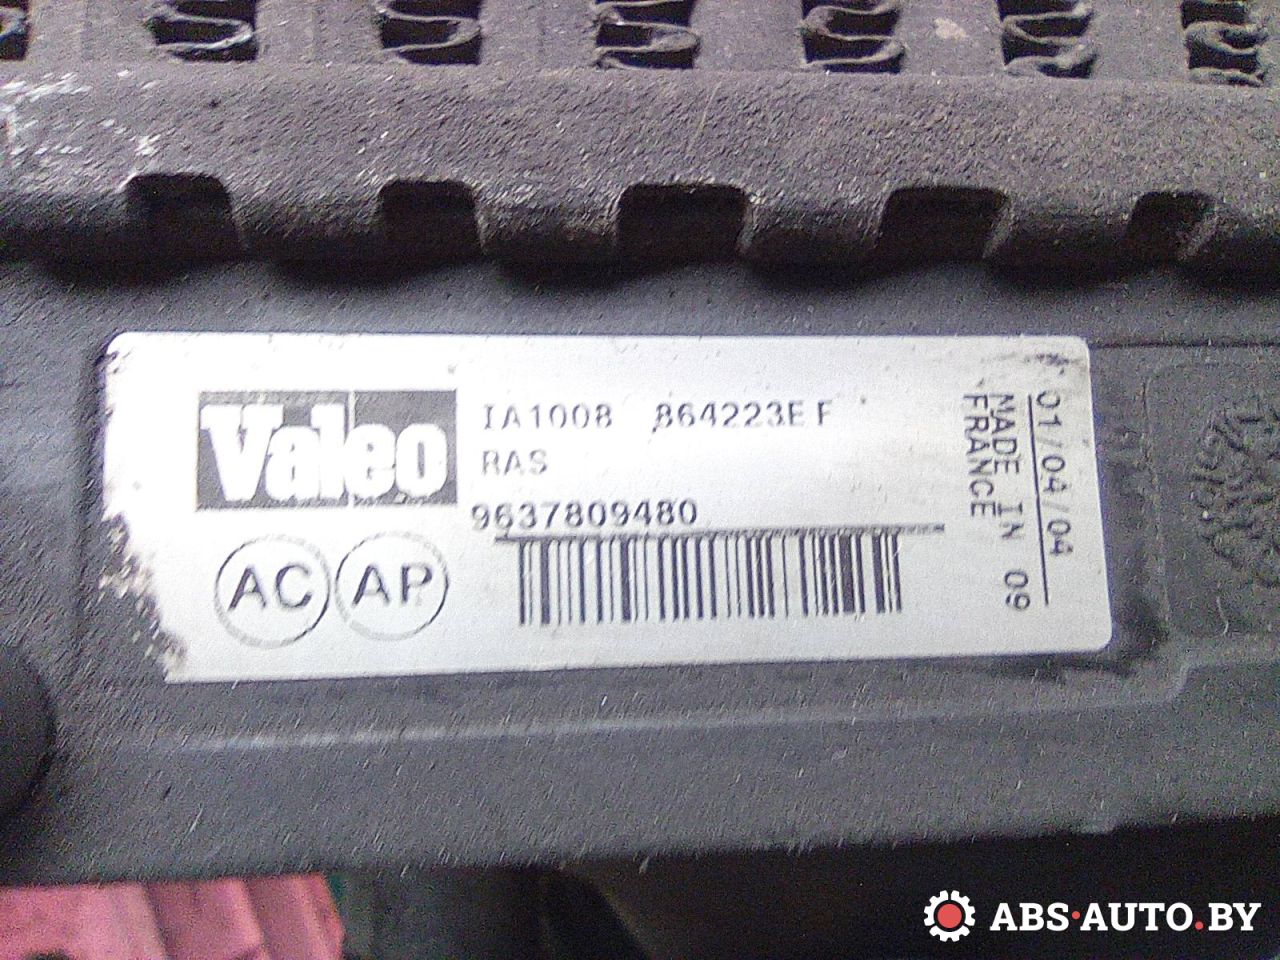 Valeo
IA1008 864223E F
RAS
9637809480
AC AP
01/04/04
MADE IN 09
FRANCE
ABS·AUTO.BY